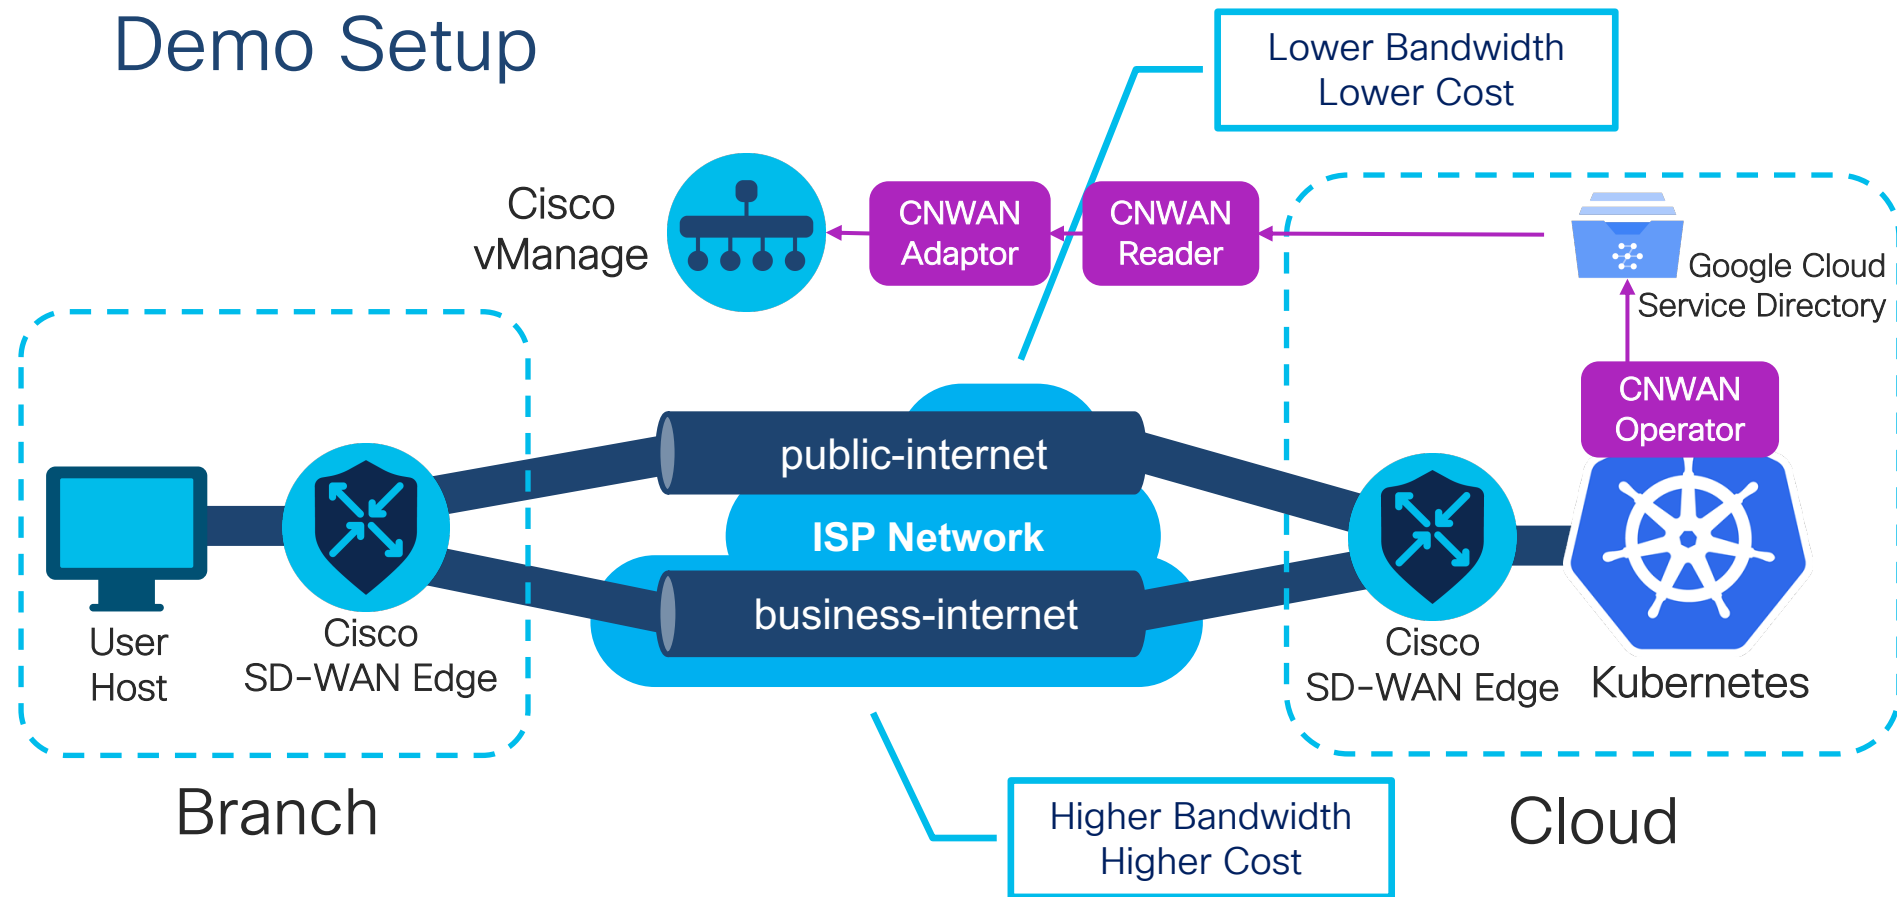 Demo Setup
Lower Bandwidth
Lower Cost
Cisco
vManage
CNWAN
Adaptor
CNWAN
Reader
Google Cloud
Service Directory
CNWAN
Operator
public-internet
ISP Network
business-internet
User
Host
Cisco
SD-WAN Edge
Cisco
SD-WAN Edge
Kubernetes
Branch
Higher Bandwidth
Higher Cost
Cloud